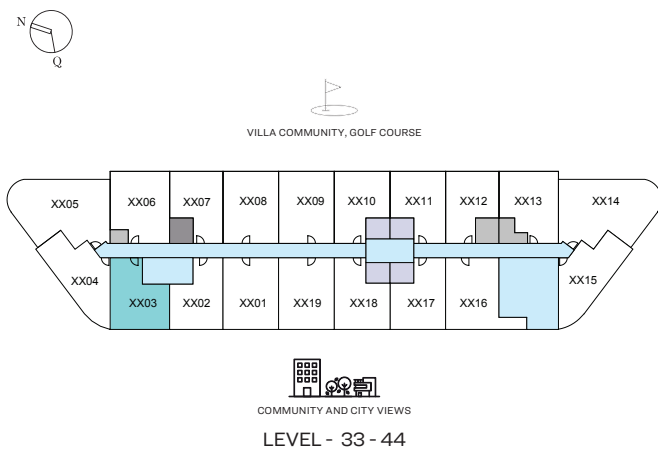 N
Q
VILLA COMMUNITY, GOLF COURSE
XX05
XX06
XX07
XX08
XX09
XX10
XX11
XX12
XX13
XX14
XX04
XX03
XX02
XX01
XX19
XX18
XX17
XX16
XX15
COMMUNITY AND CITY VIEWS
LEVEL - 33 - 44